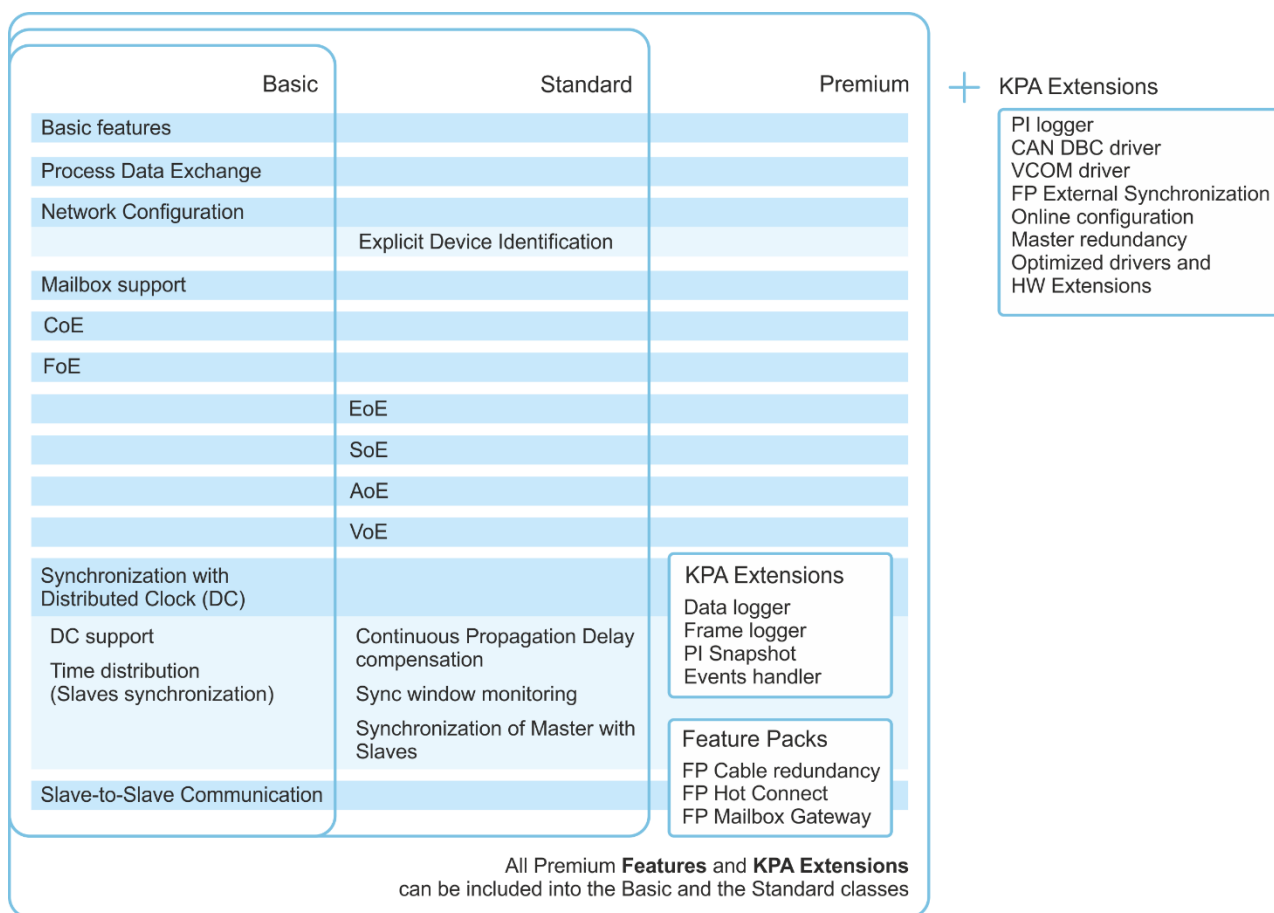 Basic
Standard
Premium
KPA Extensions
Basic features
Process Data Exchange
Network Configuration
Explicit Device Identification
Mailbox support
CoE
FoE
EoE
SoE
AoE
VoE
Synchronization with
Distributed Clock (DC)
DC support
Time distribution
(Slaves synchronization)
Continuous Propagation Delay
compensation
Sync window monitoring
Synchronization of Master with
Slaves
KPA Extensions
Data logger
Frame logger
PI Snapshot
Events handler
Feature Packs
FP Cable redundancy
FP Hot Connect
FP Mailbox Gateway
Slave-to-Slave Communication
All Premium Features and KPA Extensions
can be included into the Basic and the Standard classes
PI logger
CAN DBC driver
VCOM driver
FP External Synchronization
Online configuration
Master redundancy
Optimized drivers and
HW Extensions